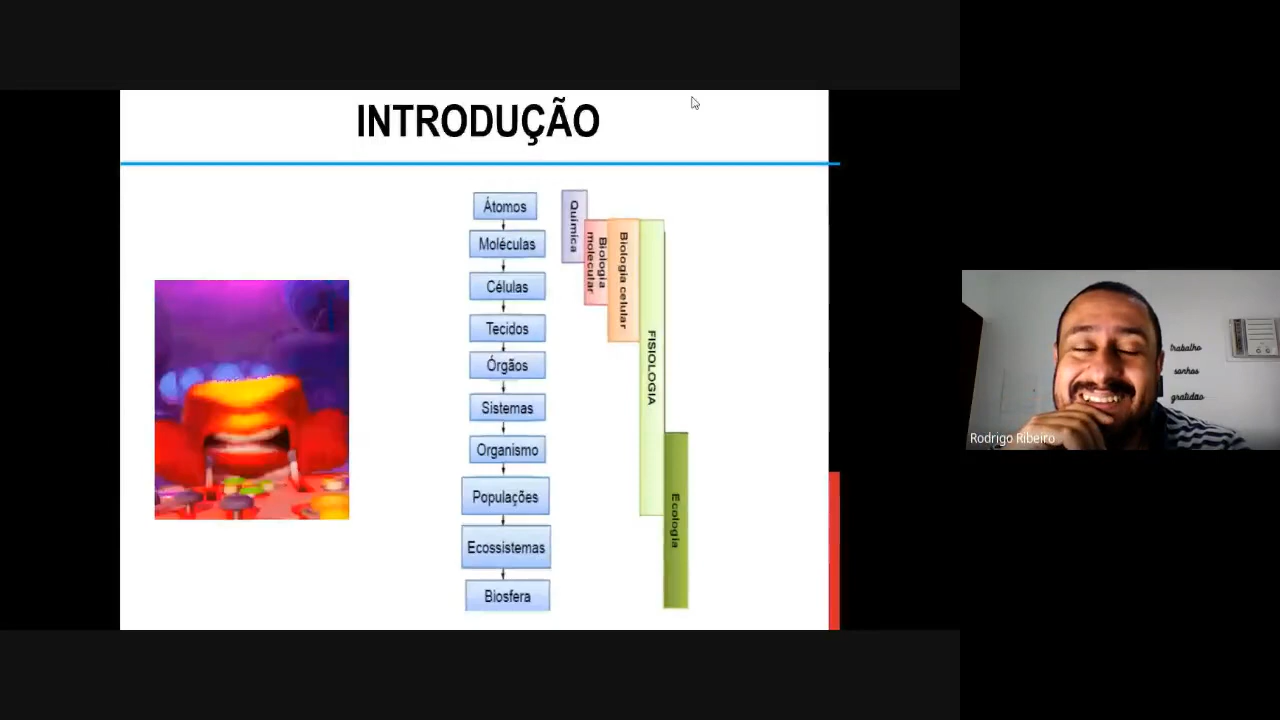 INTRODUÇÃO
Átomos
Moléculas
Células
Tecidos
Órgãos
Sistemas
Organismo
Populações
Ecossistemas
Biosfera
Química
Biologia
molecular
Biologia celular
FISIOLOGIA
Ecologia
trabalho
sonhos
gratidão
Rodrigo Ribeiro